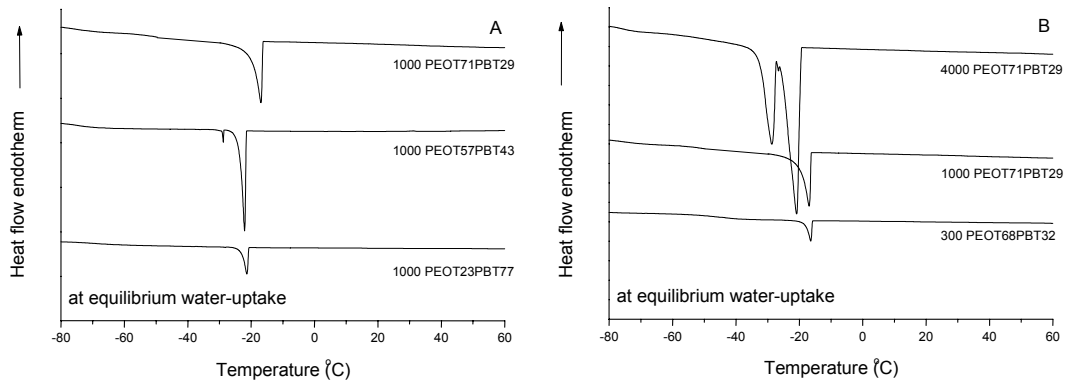 A
Heat flow endotherm
1000 PEOT71PBT29
1000 PEOT57PBT43
1000 PEOT23PBT77
at equilibrium water-uptake
-80 -60 -40 -20 0 20 40 60
Temperature (°C)
B
Heat flow endotherm
4000 PEOT71PBT29
1000 PEOT71PBT29
300 PEOT68PBT32
at equilibrium water-uptake
-80 -60 -40 -20 0 20 40 60
Temperature (°C)